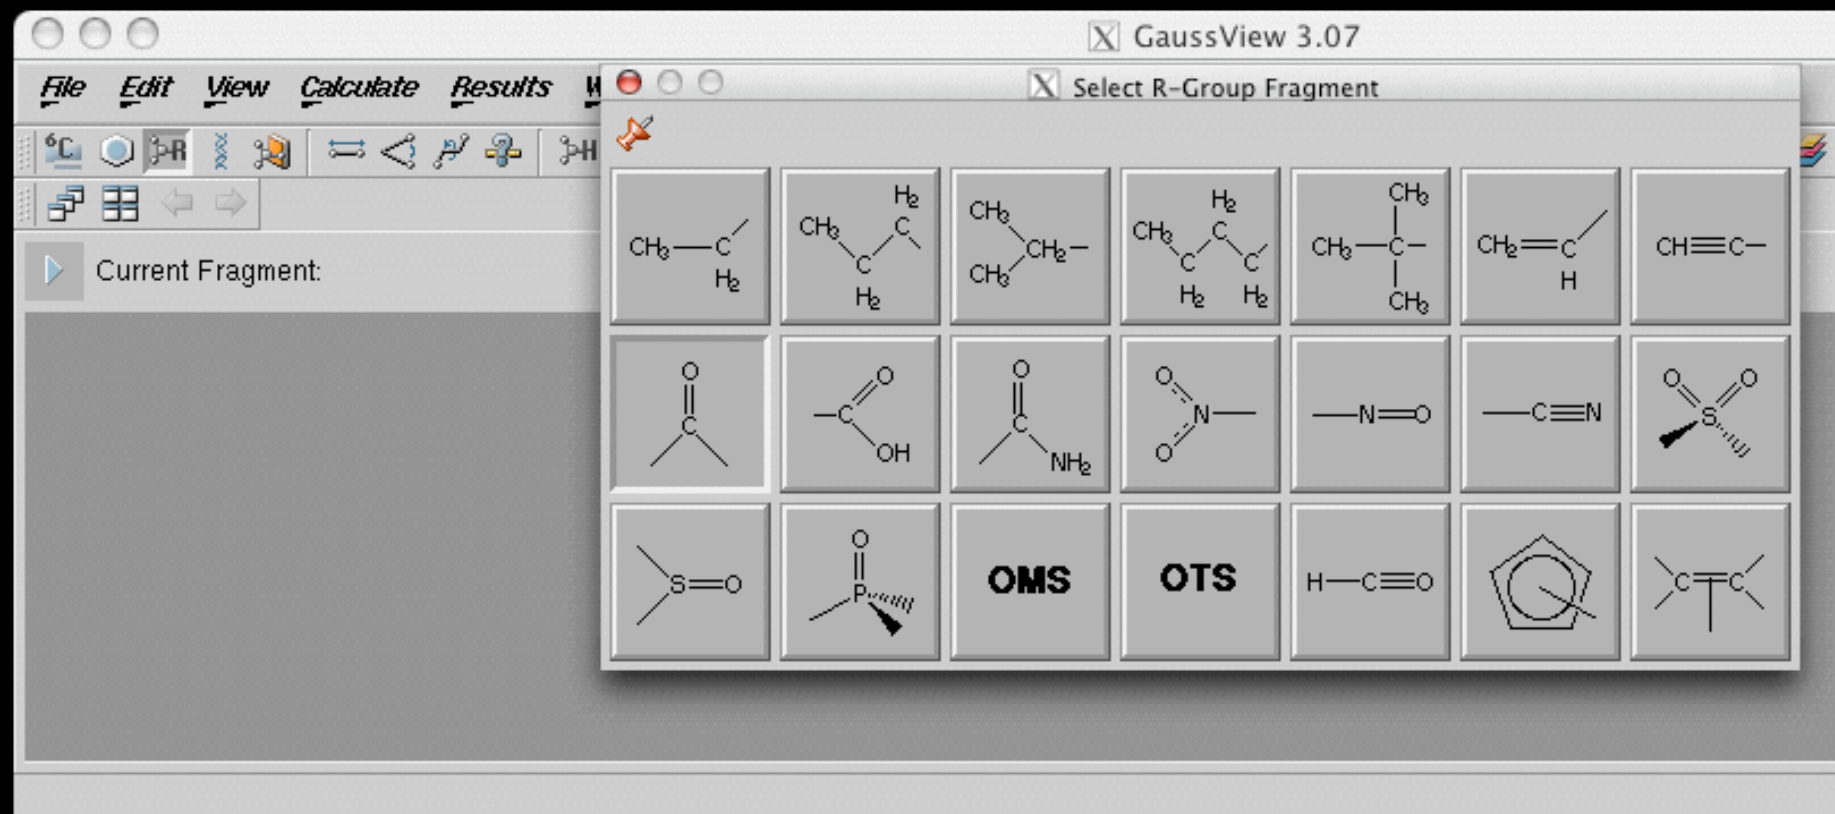 GaussView 3.07
File Edit View Calculate Results W
Select R-Group Fragment
6C R H
Current Fragment:
CH3 C H2
CH3 C H2 C H2
CH3 CH3 CH2
CH3 C H2 C H2 C H2
CH3 CH3 C CH3
CH2 C H
CH C
O C
C O OH
O C NH2
O N O
N O
C N
O O S
S O
O P
OMS
OTS
H C O
C C